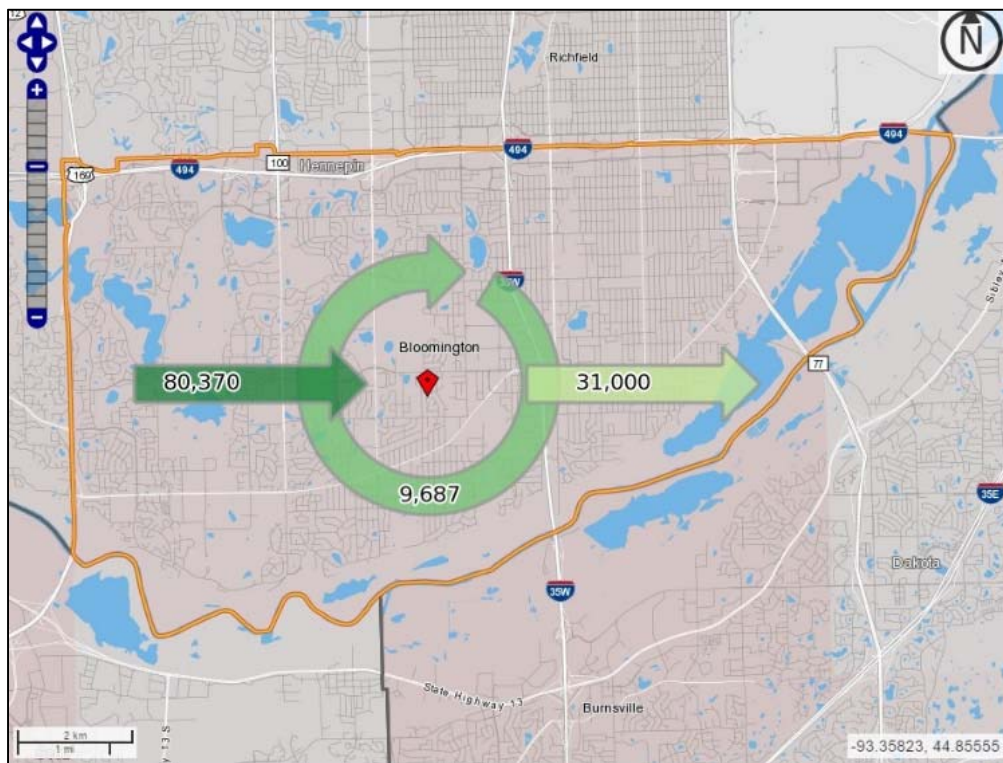 12
Richfield
N
494
494
100
Hennepin
494
169
Bloomington
80,370
31,000
77
9,687
35E
Dakota
35W
State Highway 13
Burnsville
2 km
1 mi
-93.35823, 44.85555